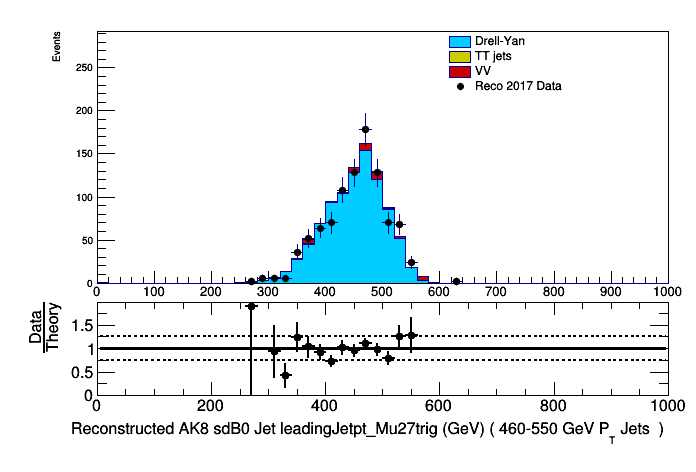 Events
250
200
150
100
50
0
Drell-Yan
TT jets
VV
Reco 2017 Data
0 100 200 300 400 500 600 700 800 900 1000
Data
Theory
1.5
1
0.5
0
0 200 400 600 800 1000
Reconstructed AK8 sdB0 Jet leadingJetpt_Mu27trig (GeV) ( 460-550 GeV P_T Jets )